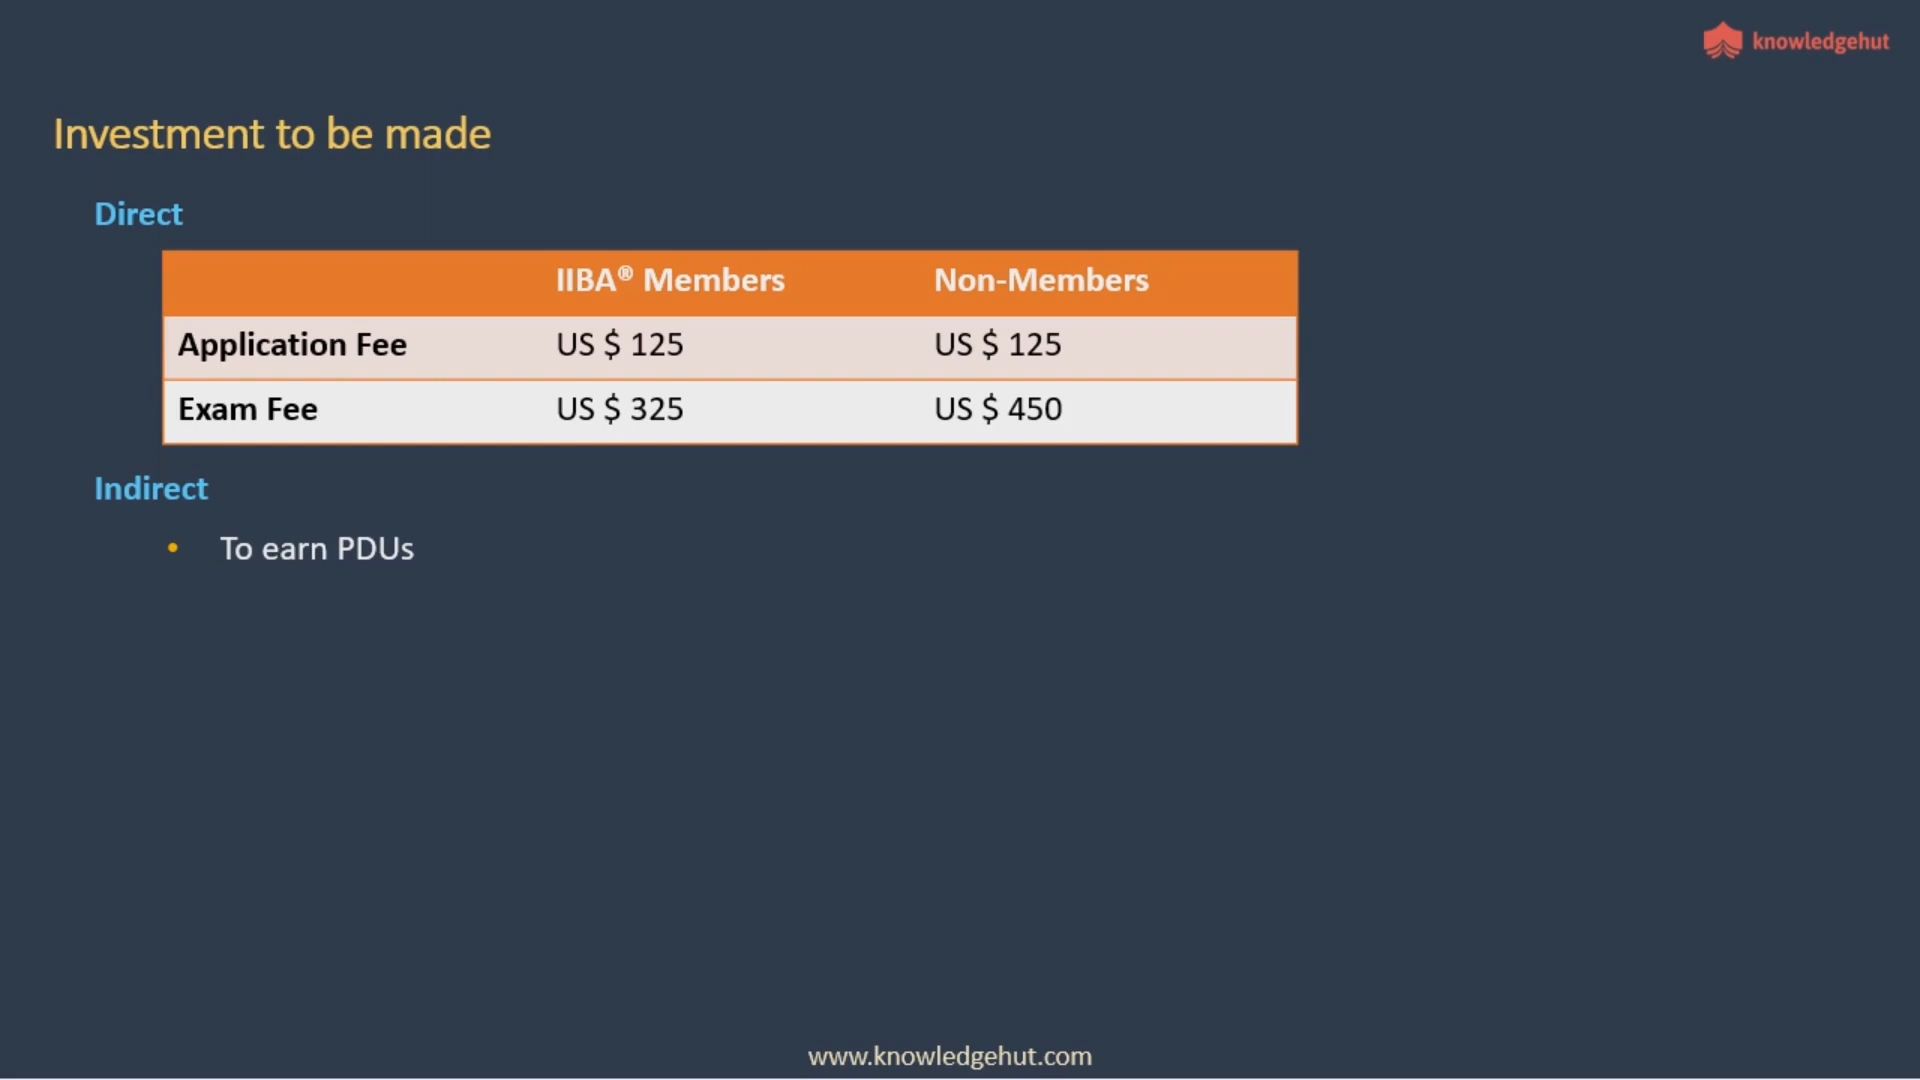 knowledgehut
Investment to be made
Direct
IIBA® Members Non-Members
Application Fee US $ 125 US $ 125
Exam Fee US $ 325 US $ 450
Indirect
• To earn PDUs
www.knowledgehut.com